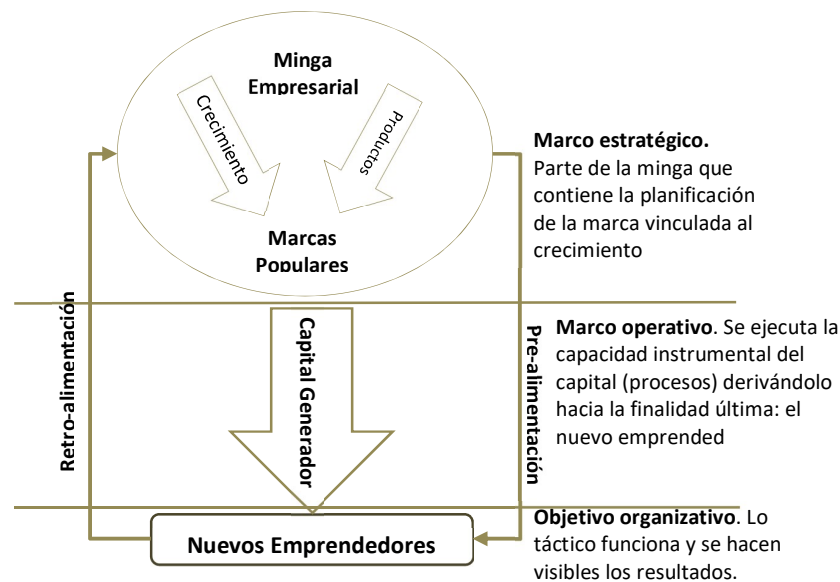 Minga
Empresarial
Crecimiento
Productos
Marcas
Populares
Marco estratégico.
Parte de la minga que
contiene la planificación
de la marca vinculada al
crecimiento
Retro-alimentación
Capital Generador
Pre-alimentación
Marco operativo. Se ejecuta la
capacidad instrumental del
capital (procesos) derivándolo
hacia la finalidad última: el
nuevo emprended
Nuevos Emprendedores
Objetivo organizativo. Lo
táctico funciona y se hacen
visibles los resultados.